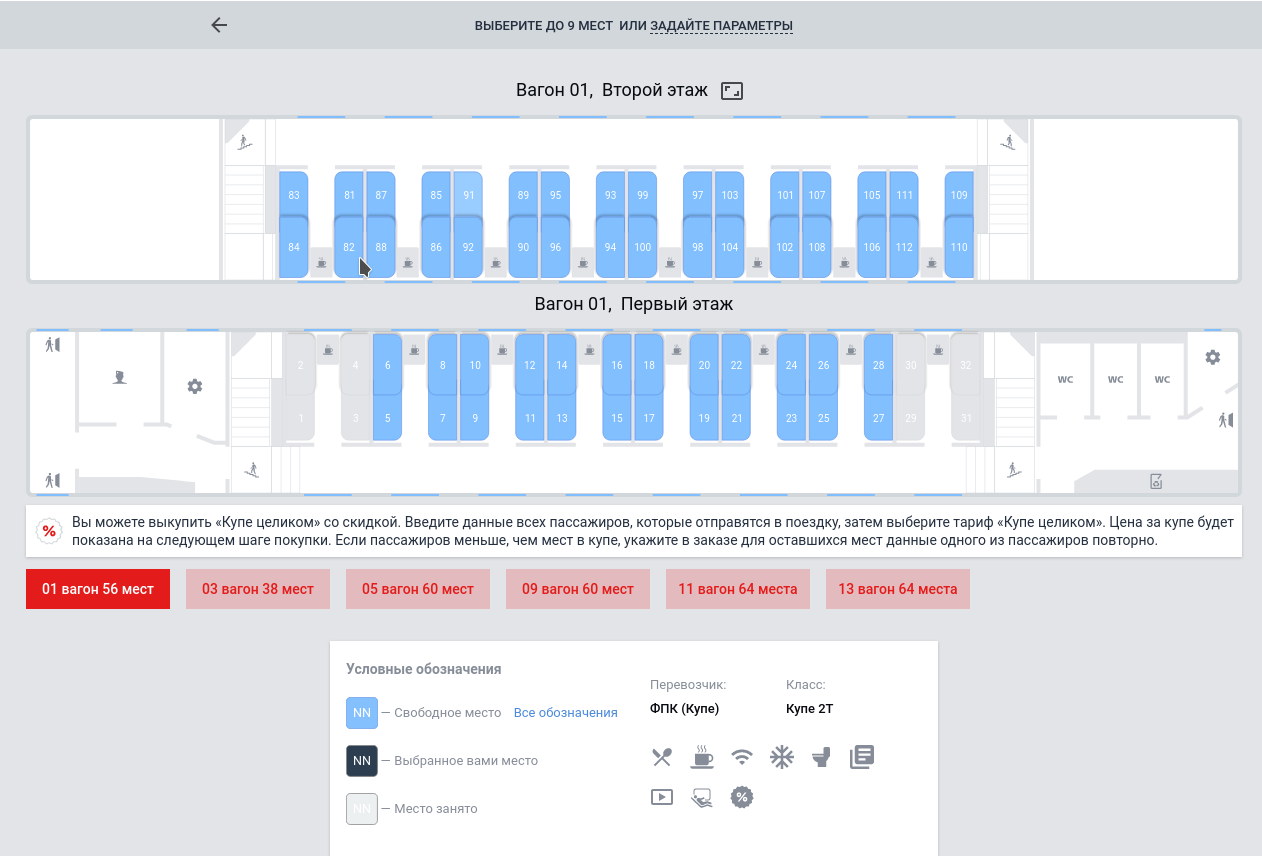 ВЫБЕРИТЕ ДО 9 МЕСТ ИЛИ ЗАДАЙТЕ ПАРАМЕТРЫ
Вагон 01, Второй этаж
83 81 87 85 91 89 95 93 99 97 103 101 107 105 111 109
84 82 88 86 92 90 96 94 100 98 104 102 108 106 112 110
Вагон 01, Первый этаж
2 4 6 8 10 12 14 16 18 20 22 24 26 28 30 32
WC WC WC
1 3 5 7 9 11 13 15 17 19 21 23 25 27 29 31
% Вы можете выкупить «Купе целиком» со скидкой. Введите данные всех пассажиров, которые отправятся в поездку, затем выберите тариф «Купе целиком». Цена за купе будет
показана на следующем шаге покупки. Если пассажиров меньше, чем мест в купе, укажите в заказе для оставшихся мест данные одного из пассажиров повторно.
01 вагон 56 мест 03 вагон 38 мест 05 вагон 60 мест 09 вагон 60 мест 11 вагон 64 места 13 вагон 64 места
Условные обозначения
NN — Свободное место Все обозначения
NN — Выбранное вами место
NN — Место занято
Перевозчик: Класс:
ФПК (Купе) Купе 2Т
%